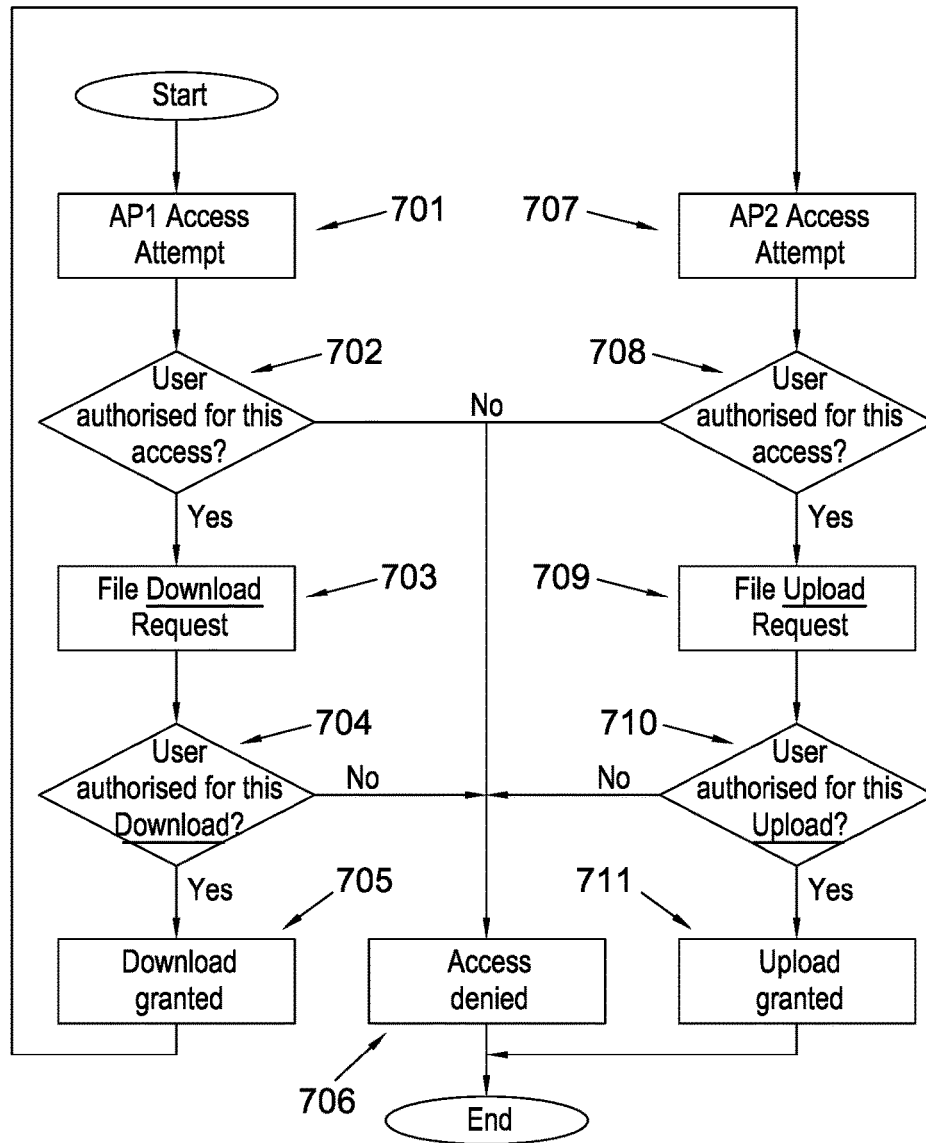 Start
AP1 Access
Attempt
701
707
AP2 Access
Attempt
702
User
authorised for this
access?
No
708
User
authorised for this
access?
Yes
Yes
File Download
Request
703
709
File Upload
Request
704
User
authorised for this
Download?
No
No
710
User
authorised for this
Upload?
Yes
705
711
Yes
Download
granted
Access
denied
Upload
granted
706
End